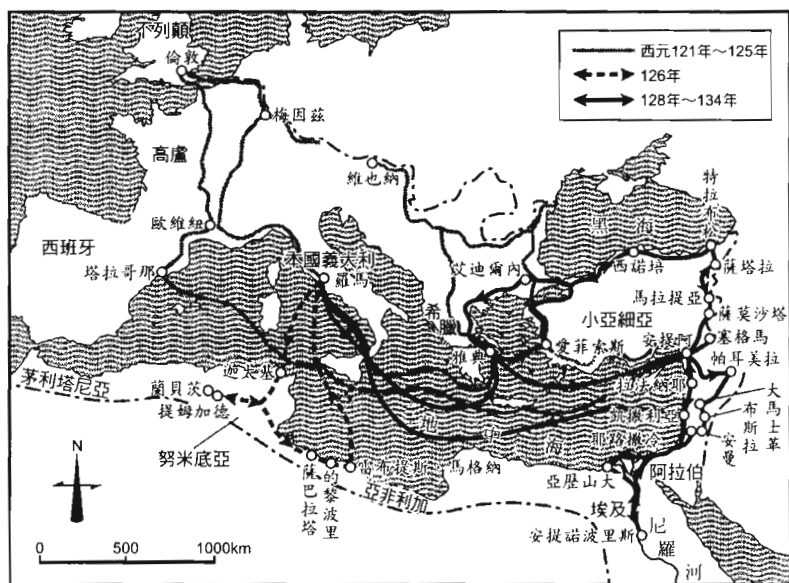 西元121年～125年
126年
128年～134年
不列顛
倫敦
梅因茲
高盧
維也納
歐維紐
西班牙
塔拉哥那
本國義大利
羅馬
艾迪爾內
黑海
特拉布松
西諾培
薩塔拉
馬拉提亞
薩莫沙塔
小亞細亞
塞格馬
希臘
雅典
愛菲索斯
安提阿
帕耳美拉
拉法納耶
大馬士革
凱撒利亞
布斯拉
耶路撒冷
安曼
茅利塔尼亞
蘭貝茨
提姆加德
迦太基
努米底亞
地中海
薩巴拉塔
的黎波里
雷布提斯
馬格納
亞非利加
亞歷山大
阿拉伯
埃及
安提諾波里斯
尼羅河
N
0
500
1000km